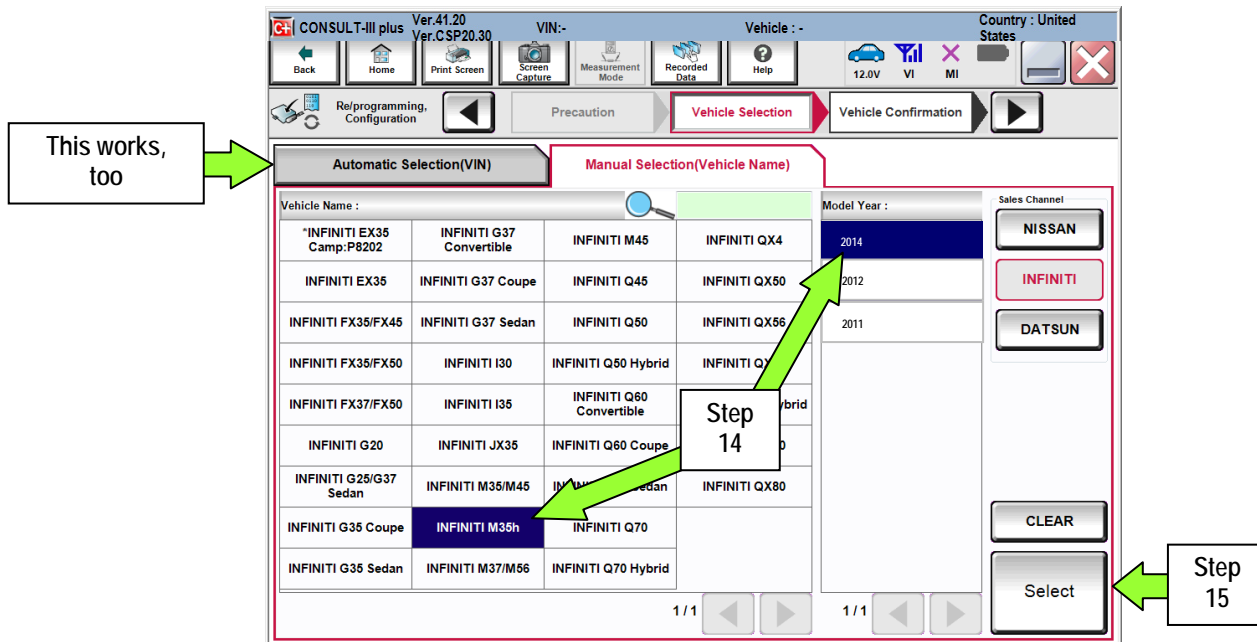 CONSULT-III plus
Ver.41.20
Ver.CSP20.30
VIN:-
Vehicle : -
Country : United
States
Back
Home
Print Screen
Screen
Capture
Measurement
Mode
Recorded
Data
Help
12.0V
VI
MI
Re/programming,
Configuration
Precaution
Vehicle Selection
Vehicle Confirmation
This works,
too
Automatic Selection(VIN)
Manual Selection(Vehicle Name)
Vehicle Name :
Model Year :
Sales Channel
*INFINITI EX35
Camp:P8202
INFINITI G37
Convertible
INFINITI M45
INFINITI QX4
2014
NISSAN
INFINITI EX35
INFINITI G37 Coupe
INFINITI Q45
INFINITI QX50
2012
INFINITI
INFINITI FX35/FX45
INFINITI G37 Sedan
INFINITI Q50
INFINITI QX56
2011
DATSUN
INFINITI FX35/FX50
INFINITI I30
INFINITI Q50 Hybrid
INFINITI
INFINITI FX37/FX50
INFINITI I35
INFINITI Q60
Convertible
Step
14
INFINITI G20
INFINITI JX35
INFINITI Q60 Coupe
INFINITI G25/G37
Sedan
INFINITI M35/M45
Sedan
INFINITI QX80
INFINITI G35 Coupe
INFINITI M35h
INFINITI Q70
CLEAR
INFINITI G35 Sedan
INFINITI M37/M56
INFINITI Q70 Hybrid
Select
Step
15
1/1
1/1